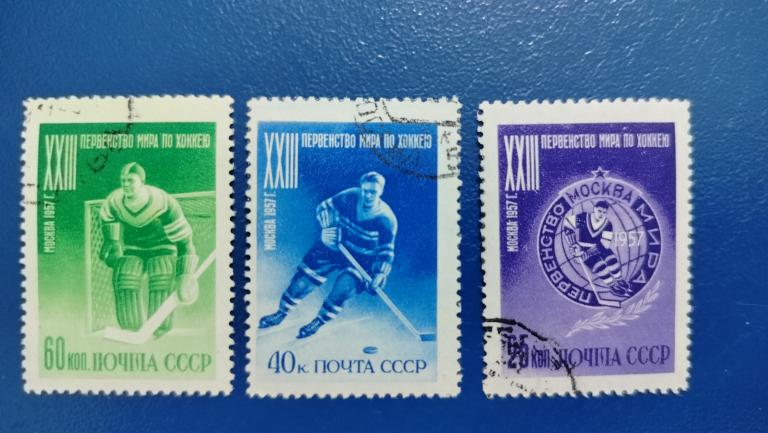 XXIII
ПЕРВЕНСТВО МИРА ПО ХОККЕЮ
МОСКВА 1957 Г.
60 КОП. ПОЧТА СССР
XXIII
ПЕРВЕНСТВО МИРА ПО ХОККЕЮ
МОСКВА 1957 Г.
40 К. ПОЧТА СССР
XXIII
ПЕРВЕНСТВО МИРА ПО ХОККЕЮ
МОСКВА 1957 Г.
МОСКВА
ПЕРВЕНСТВО МИРА
1957
25 КОП. ПОЧТА СССР